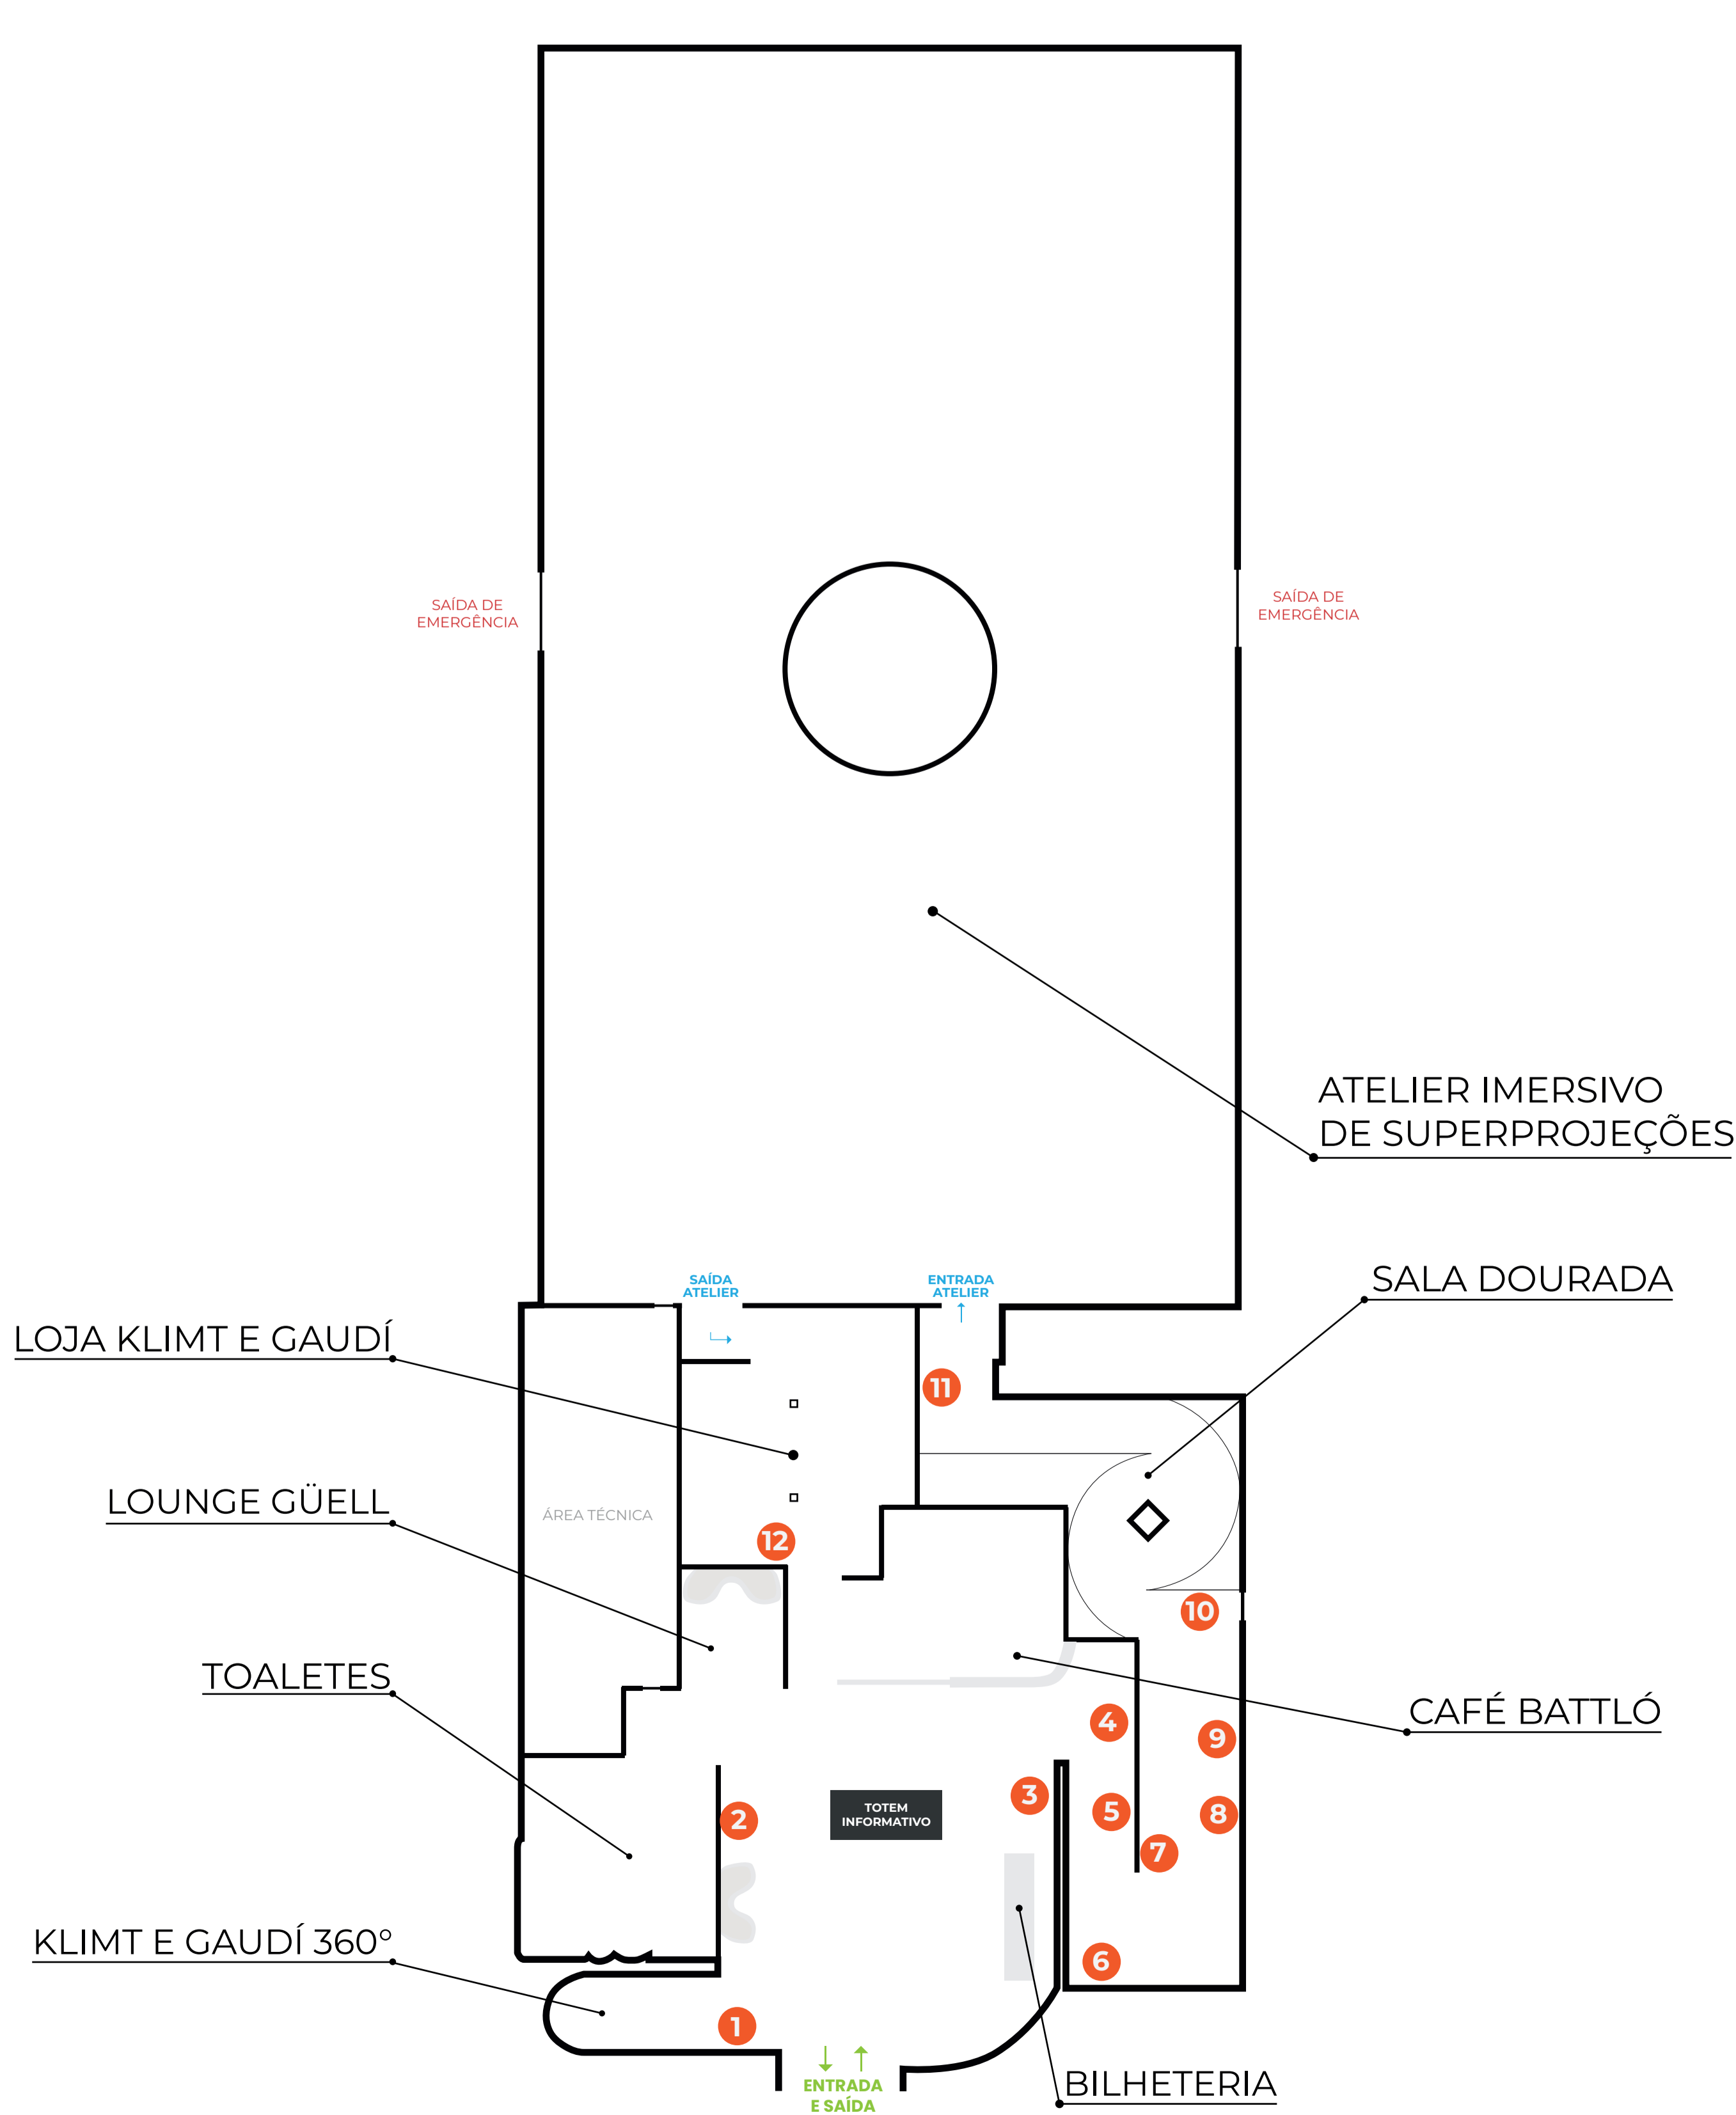 SAÍDA DE
EMERGÊNCIA
SAÍDA DE
EMERGÊNCIA
ATELIER IMERSIVO
DE SUPERPROJEÇÕES
SALA DOURADA
SAÍDA
ATELIER
ENTRADA
ATELIER
LOJA KLIMT E GAUDÍ
11
LOUNGE GÜELL
ÁREA TÉCNICA
12
10
TOALETES
CAFÉ BATTLÓ
4
9
3
TOTEM
INFORMATIVO
5
8
2
7
KLIMT E GAUDÍ 360°
6
1
ENTRADA
E SAÍDA
BILHETERIA